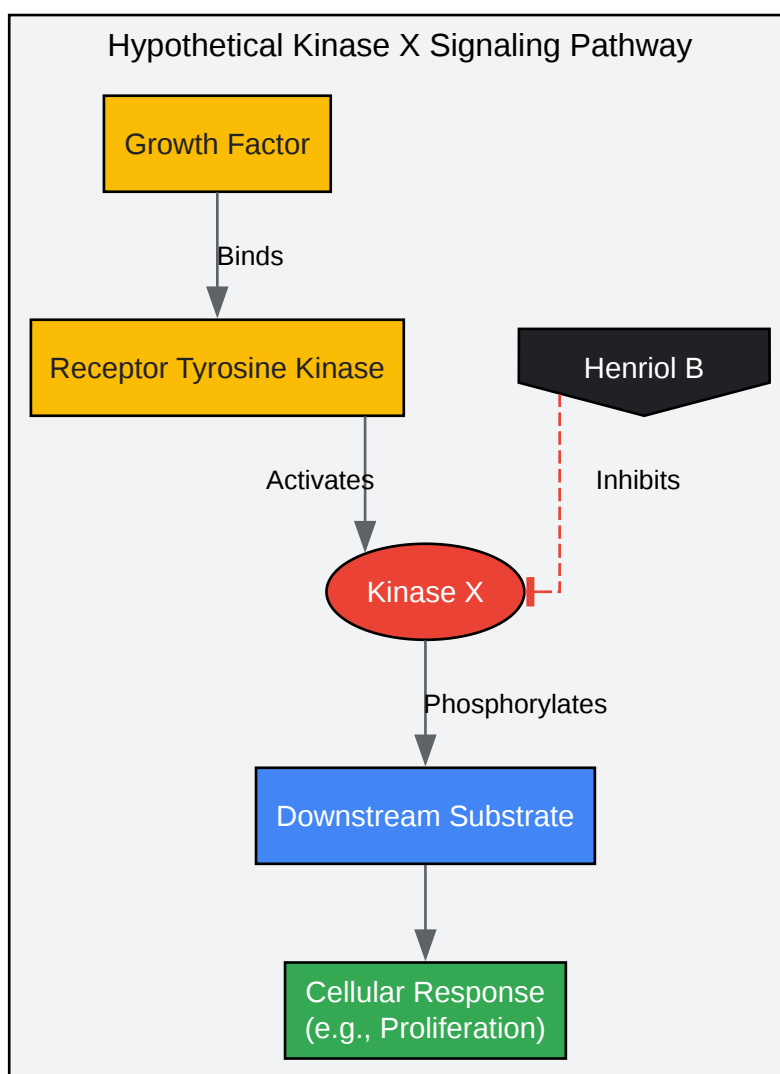 Hypothetical Kinase X Signaling Pathway
Growth Factor
Binds
Receptor Tyrosine Kinase
Henriol B
Activates
Inhibits
Kinase X
Phosphorylates
Downstream Substrate
Cellular Response
(e.g., Proliferation)